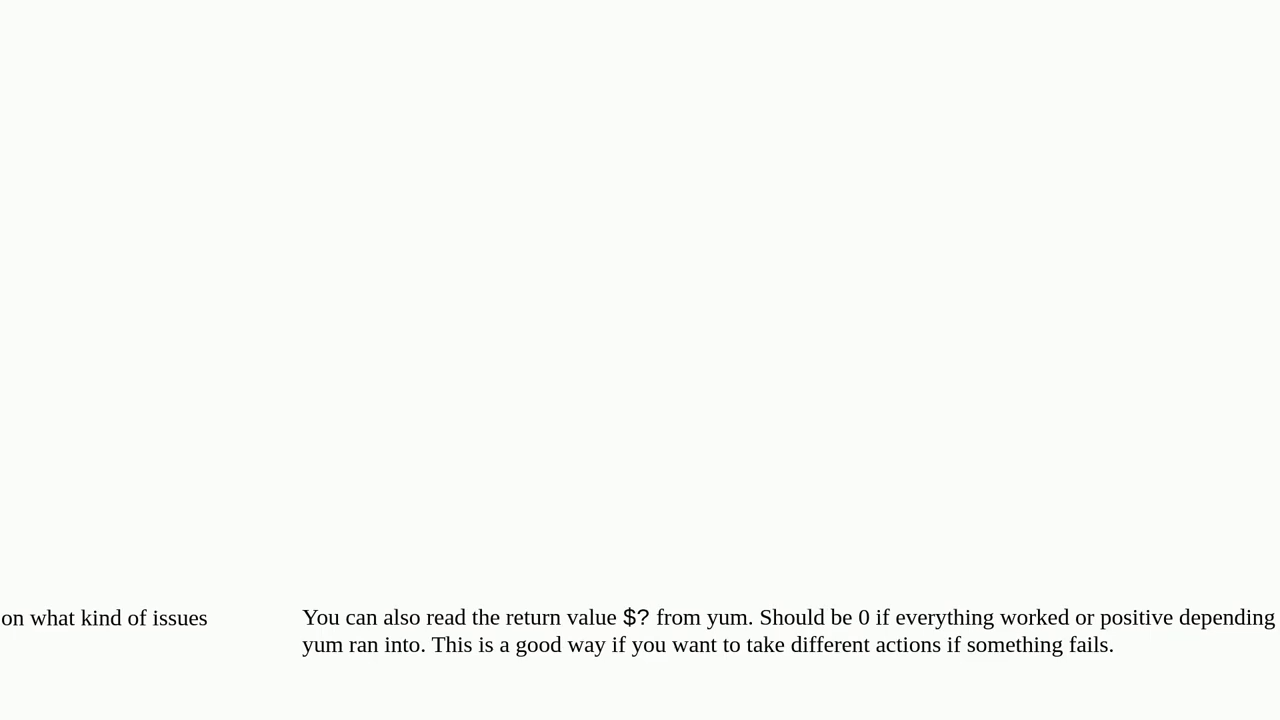 You can also read the return value $? from yum. Should be 0 if everything worked or positive depending
on what kind of issues
yum ran into. This is a good way if you want to take different actions if something fails.